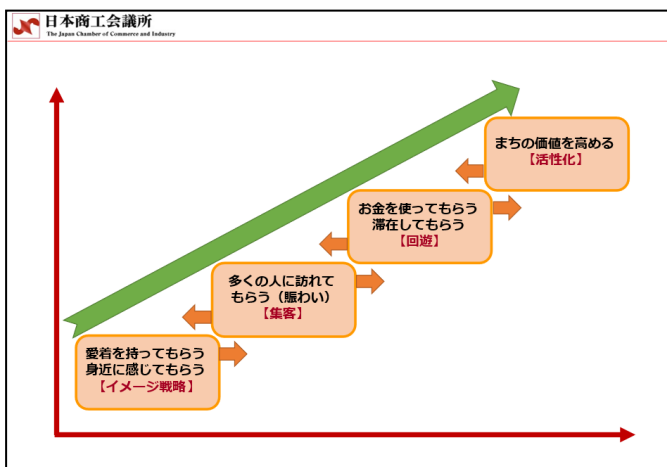 日本商工会議所
The Japan Chamber of Commerce and Industry
まちの価値を高める
【活性化】
お金を使ってもらう
滞在してもらう
【回遊】
多くの人に訪れて
もらう（賑わい）
【集客】
愛着を持ってもらう
身近に感じてもらう
【イメージ戦略】